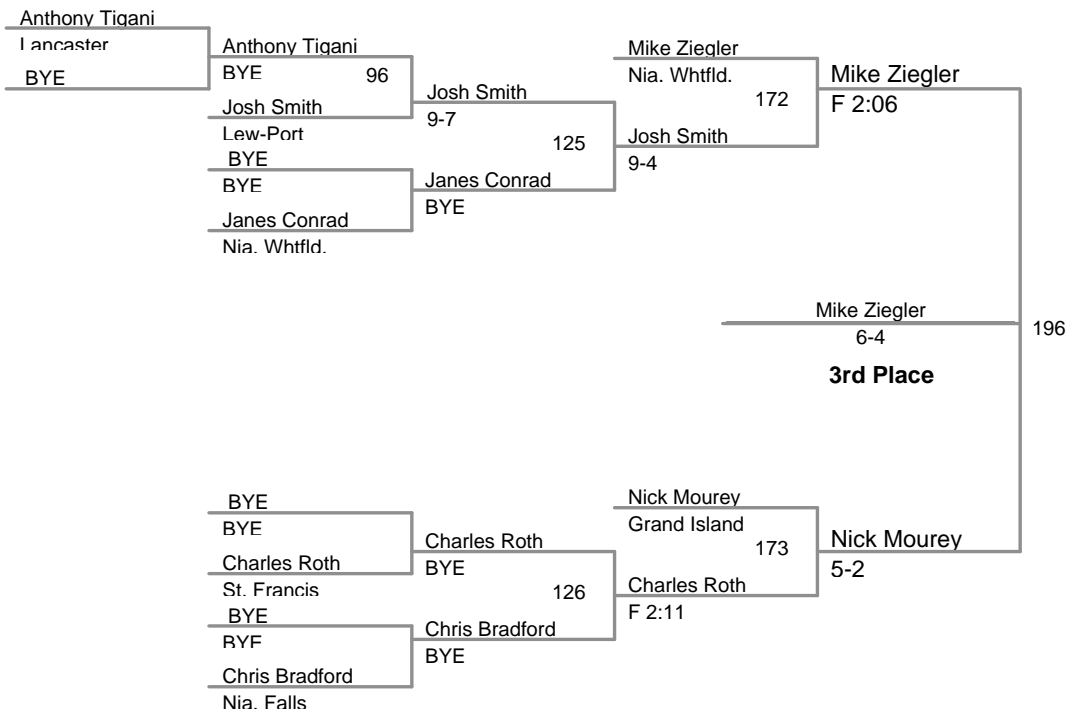 Anthony Tigani
Lancaster
BYE
Anthony Tigani
BYE
96
Josh Smith
Lew-Port
BYE
BYE
Janes Conrad
Nia. Whtfld.
Josh Smith
9-7
125
Janes Conrad
BYE
Mike Ziegler
Nia. Whtfld.
172
Josh Smith
9-4
Mike Ziegler
F 2:06
Mike Ziegler
6-4
3rd Place
196
BYE
BYE
Charles Roth
St. Francis
BYE
BYE
Chris Bradford
Nia. Falls
Charles Roth
BYE
126
Chris Bradford
BYE
Nick Mourey
Grand Island
173
Charles Roth
F 2:11
Nick Mourey
5-2